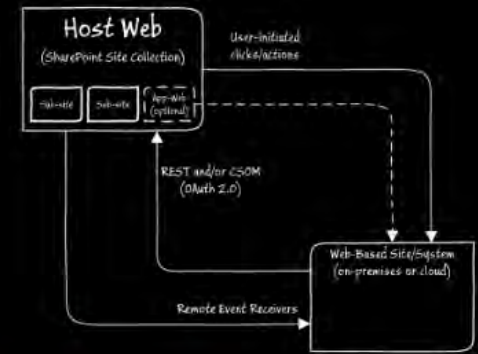 Host Web
(SharePoint Site Collection)
Sub-site
Sub-site
App-Web
(optional)
User-initiated
clicks/actions
REST and/or CSOM
(OAuth 2.0)
Web-Based Site/System
(on-premises or cloud)
Remote Event Receivers